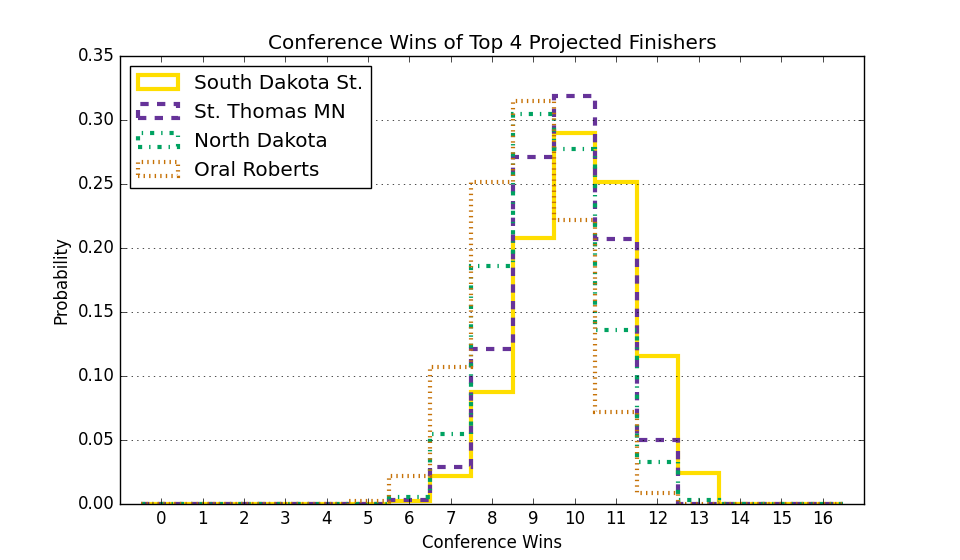 Conference Wins of Top 4 Projected Finishers
0.35
0.30
0.25
0.20
0.15
0.10
0.05
0.00
Probability
South Dakota St.
St. Thomas MN
North Dakota
Oral Roberts
0 1 2 3 4 5 6 7 8 9 10 11 12 13 14 15 16
Conference Wins